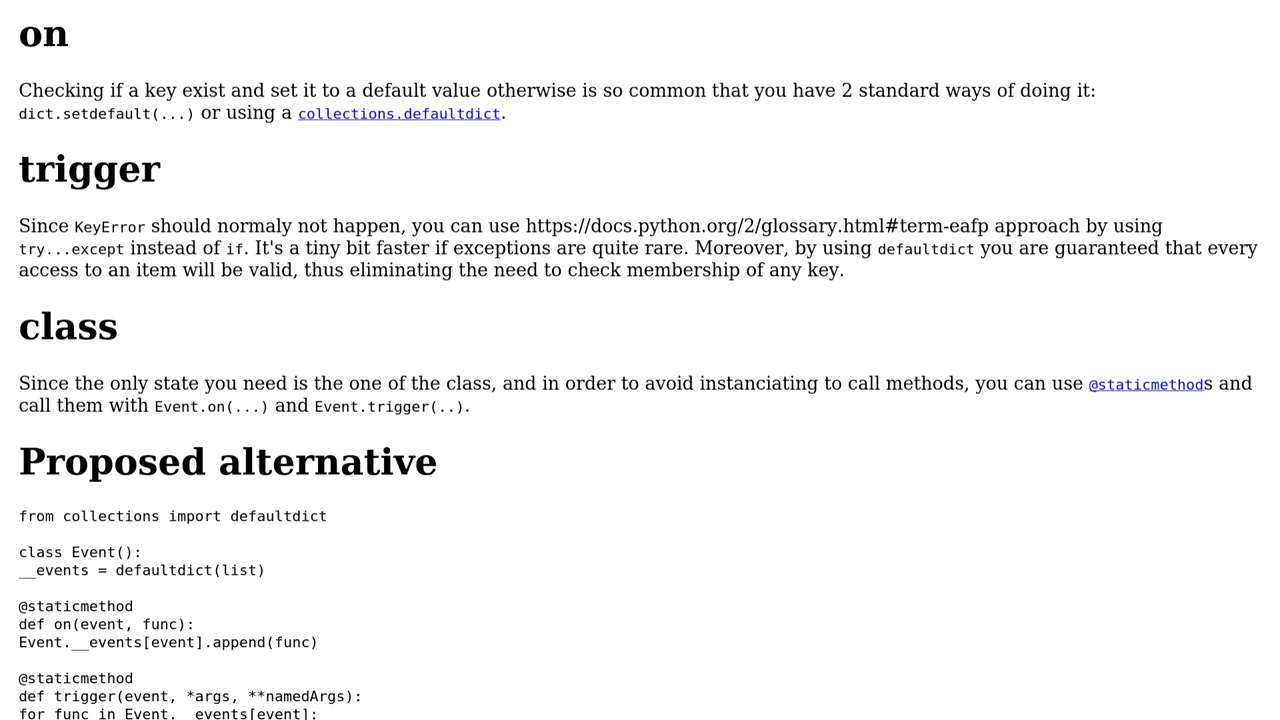 on
Checking if a key exist and set it to a default value otherwise is so common that you have 2 standard ways of doing it:
dict.setdefault(...) or using a collections.defaultdict.
trigger
Since KeyError should normaly not happen, you can use https://docs.python.org/2/glossary.html#term-eafp approach by using
try...except instead of if. It's a tiny bit faster if exceptions are quite rare. Moreover, by using defaultdict you are guaranteed that every
access to an item will be valid, thus eliminating the need to check membership of any key.
class
Since the only state you need is the one of the class, and in order to avoid instanciating to call methods, you can use @staticmethods and
call them with Event.on(...) and Event.trigger(..).
Proposed alternative
from collections import defaultdict
class Event():
__events = defaultdict(list)
@staticmethod
def on(event, func):
Event.__events[event].append(func)
@staticmethod
def trigger(event, *args, **namedArgs):
for func in Event.__events[event]: